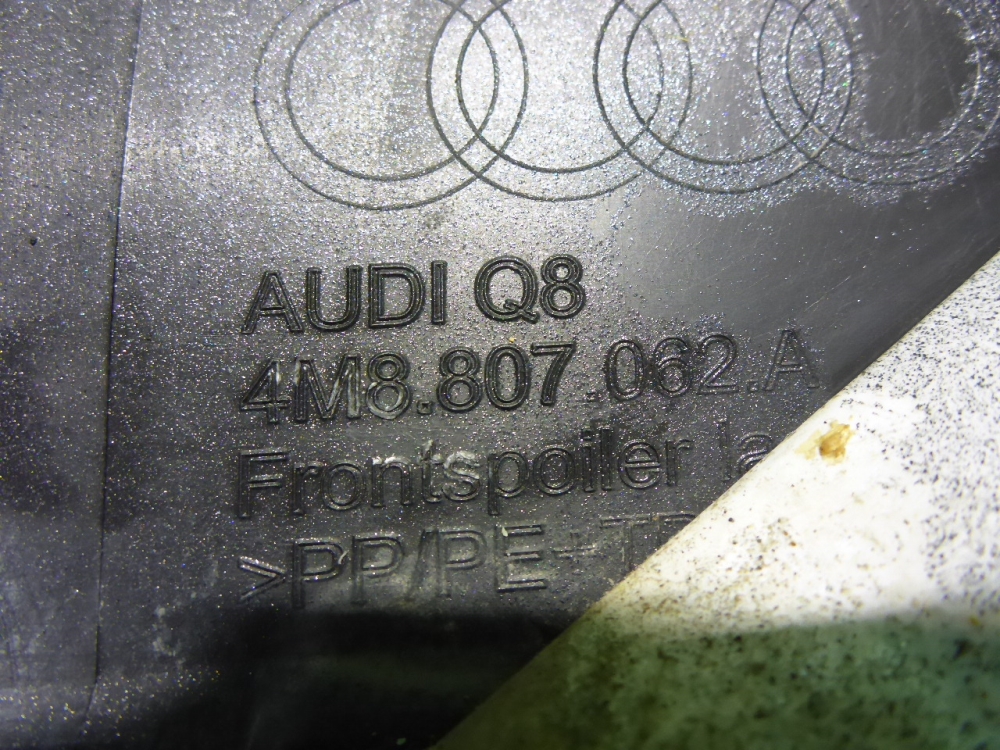 AUDI Q8
4M8.807.062.A
Frontspoiler
>PP/PE+